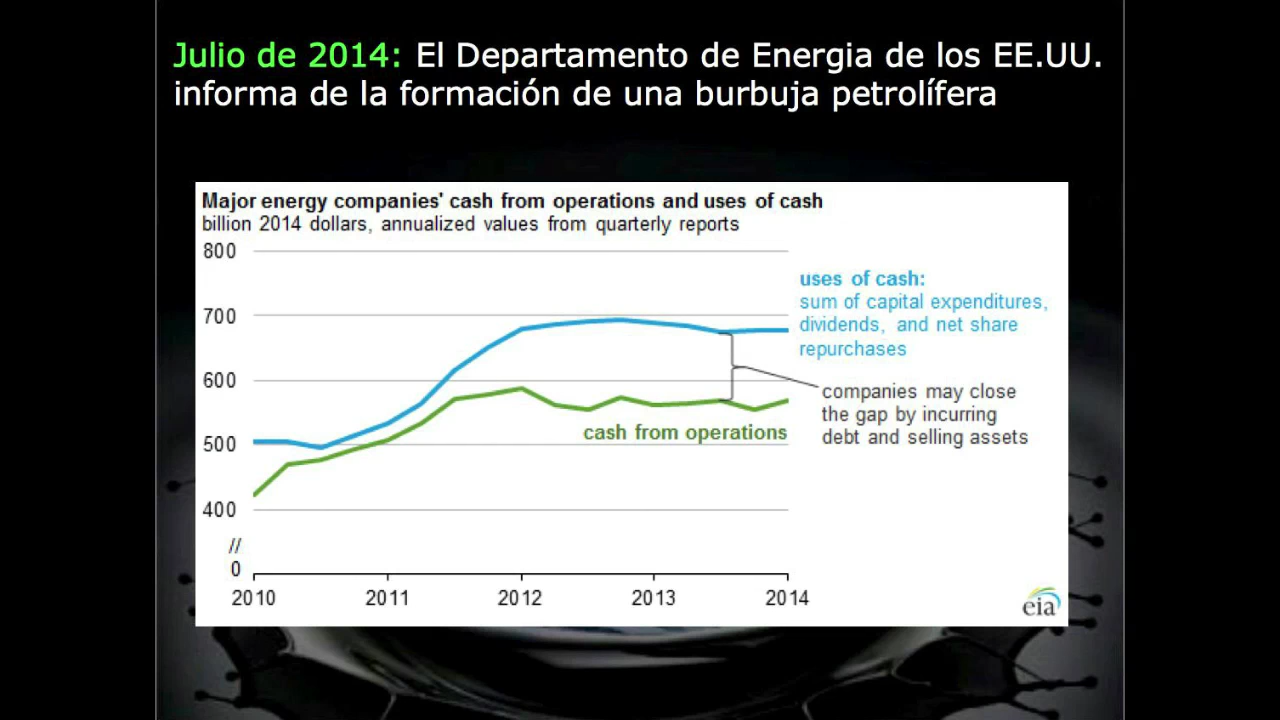 Julio de 2014: El Departamento de Energia de los EE.UU.
informa de la formación de una burbuja petrolífera
Major energy companies' cash from operations and uses of cash
billion 2014 dollars, annualized values from quarterly reports
800
700
600
500
400
//
0
2010 2011 2012 2013 2014
uses of cash:
sum of capital expenditures,
dividends, and net share
repurchases
companies may close
the gap by incurring
debt and selling assets
cash from operations
eia